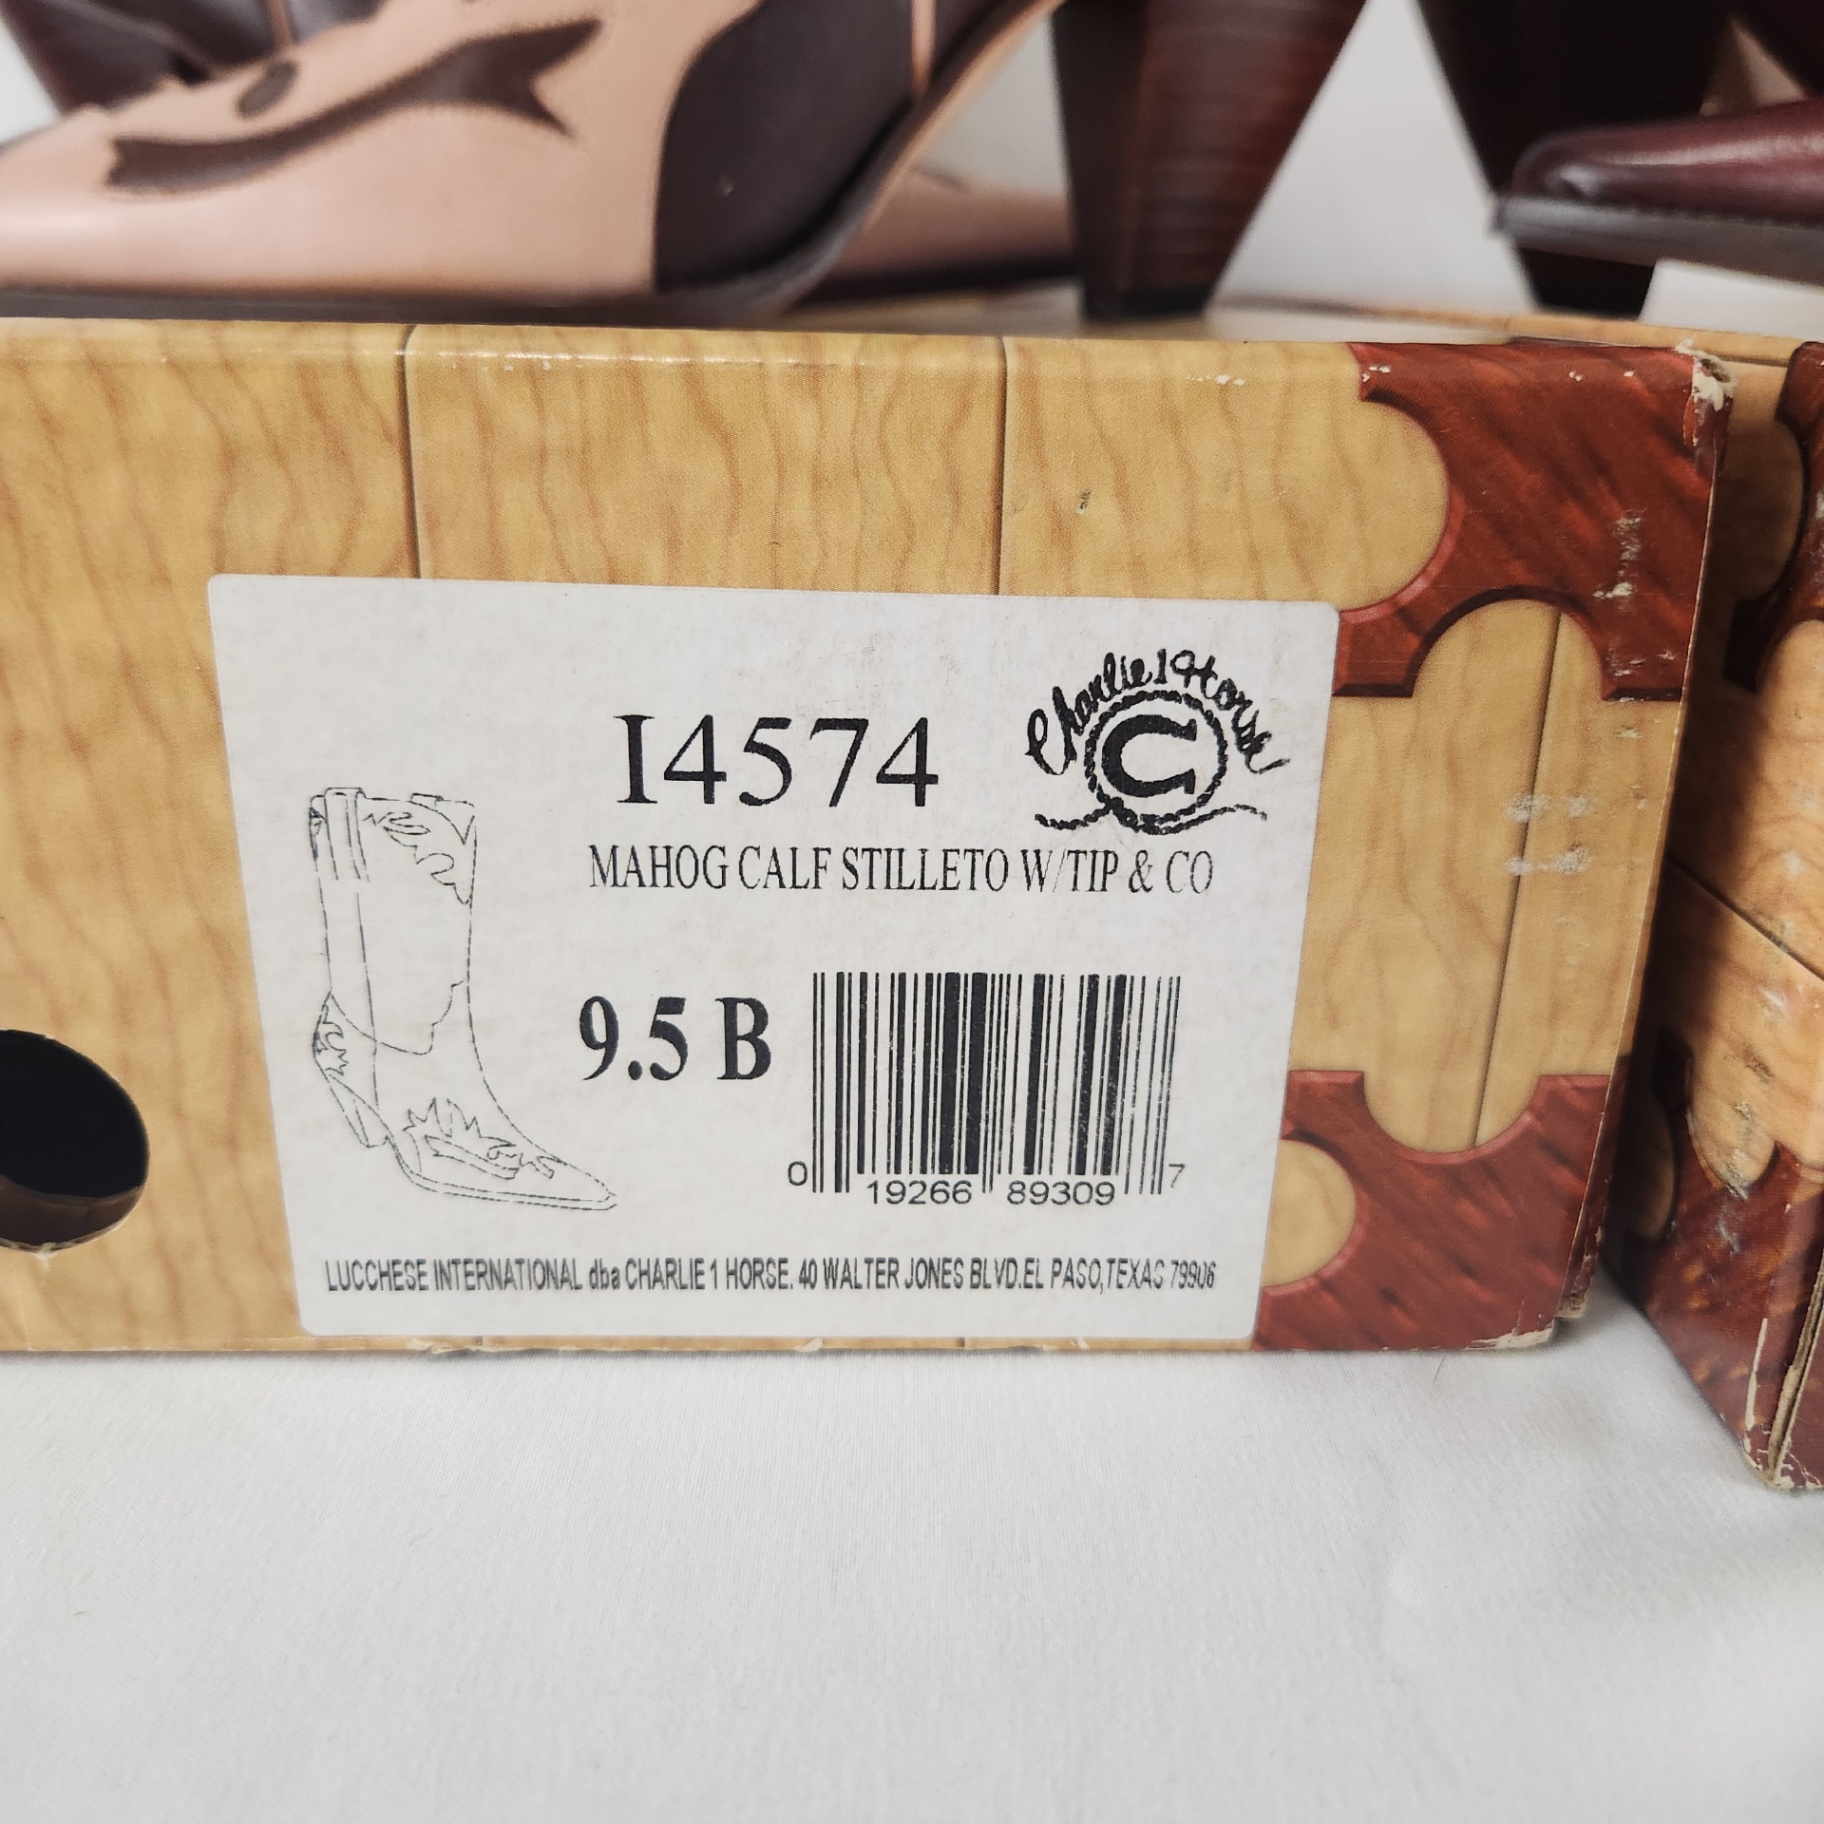 I4574
Charlie 1 Horse
MAHOG CALF STILLETO W/TIP & CO
9.5 B
0 19266 89309 7
LUCCHESE INTERNATIONAL dba CHARLIE 1 HORSE. 40 WALTER JONES BLVD.EL PASO,TEXAS 79906